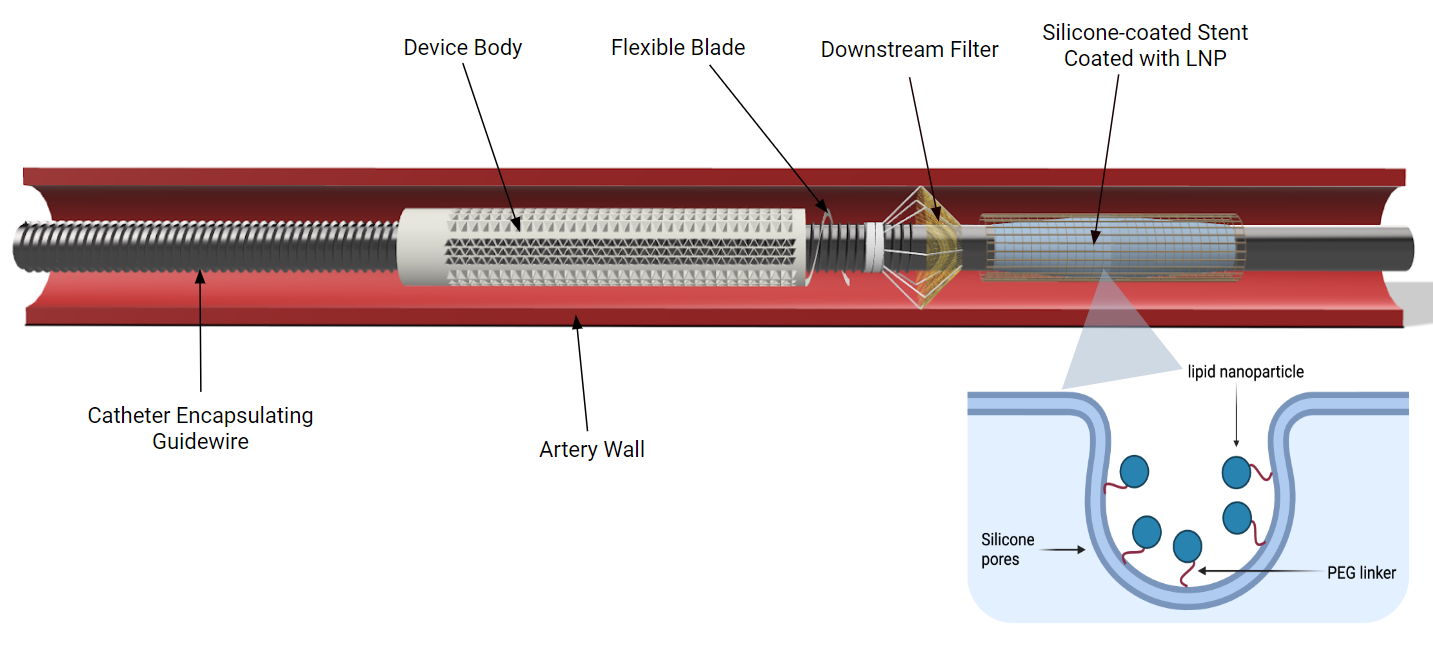 Device Body
Flexible Blade
Downstream Filter
Silicone-coated Stent
Coated with LNP
Catheter Encapsulating
Guidewire
Artery Wall
lipid nanoparticle
Silicone
pores
PEG linker